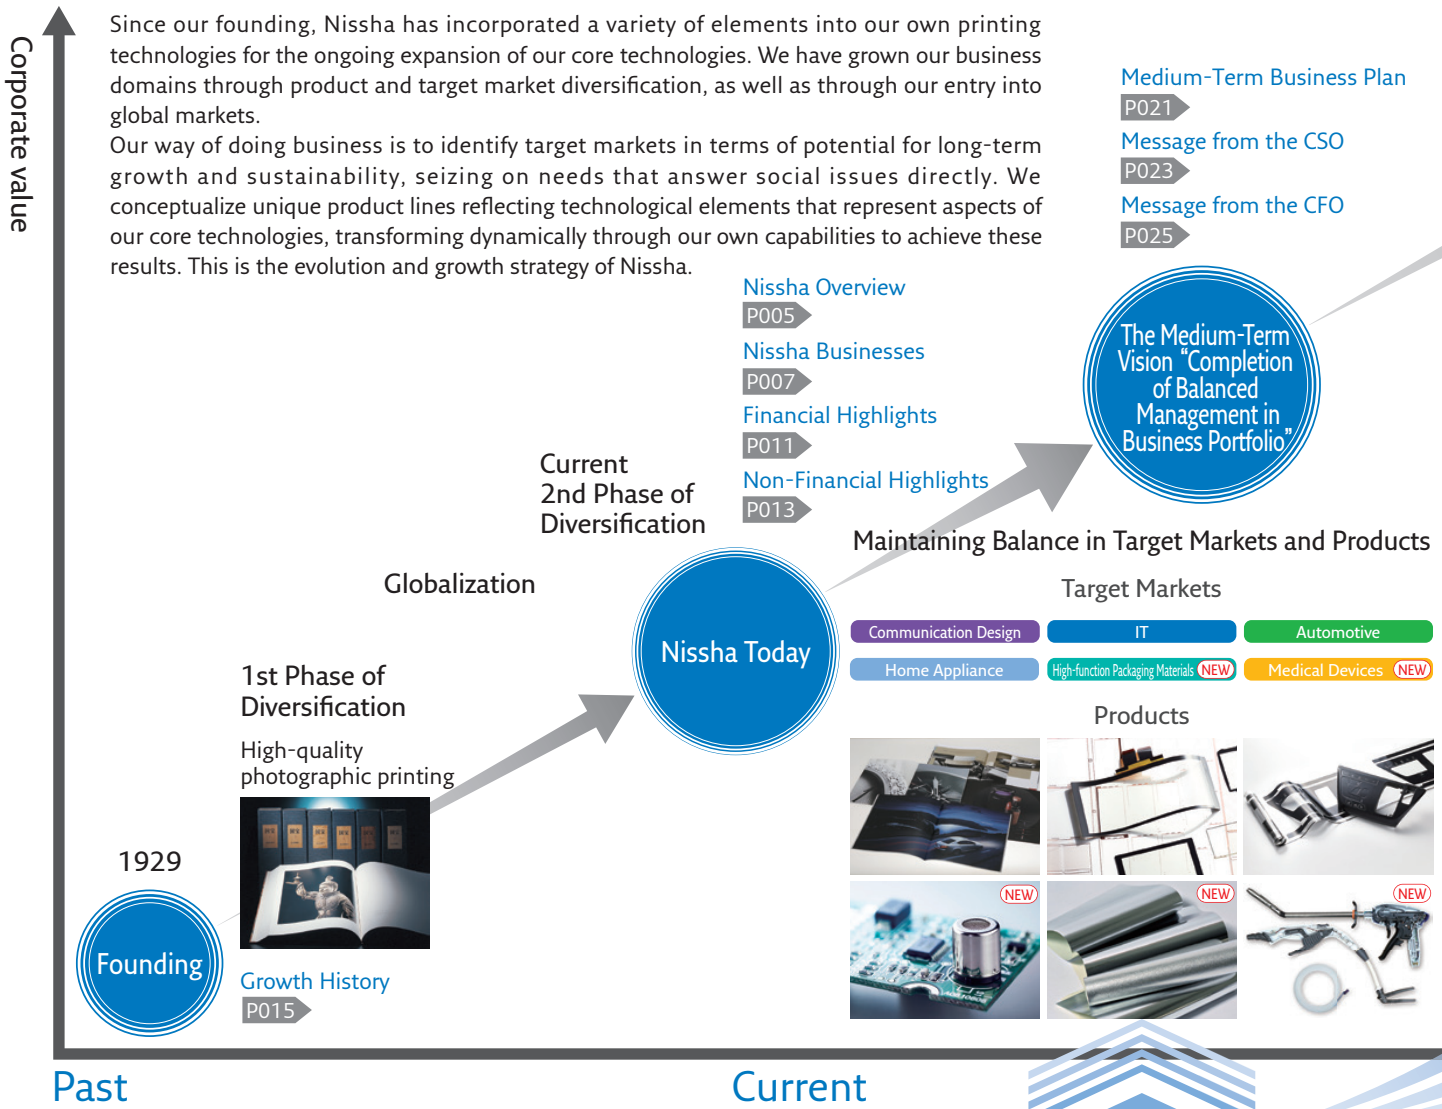 Corporate value
Since our founding, Nissha has incorporated a variety of elements into our own printing
technologies for the ongoing expansion of our core technologies. We have grown our business
domains through product and target market diversification, as well as through our entry into
global markets.
Our way of doing business is to identify target markets in terms of potential for long-term
growth and sustainability, seizing on needs that answer social issues directly. We
conceptualize unique product lines reflecting technological elements that represent aspects of
our core technologies, transforming dynamically through our own capabilities to achieve these
results. This is the evolution and growth strategy of Nissha.
Medium-Term Business Plan
P021
Message from the CSO
P023
Message from the CFO
P025
Nissha Overview
P005
Nissha Businesses
P007
Financial Highlights
P011
Non-Financial Highlights
P013
The Medium-Term
Vision “Completion
of Balanced
Management in
Business Portfolio”
Current
2nd Phase of
Diversification
Globalization
Nissha Today
1st Phase of
Diversification
High-quality
photographic printing
1929
Founding
Growth History
P015
Maintaining Balance in Target Markets and Products
Target Markets
Communication Design
IT
Automotive
Home Appliance
High-function Packaging Materials NEW
Medical Devices NEW
Products
NEW
NEW
NEW
Past
Current